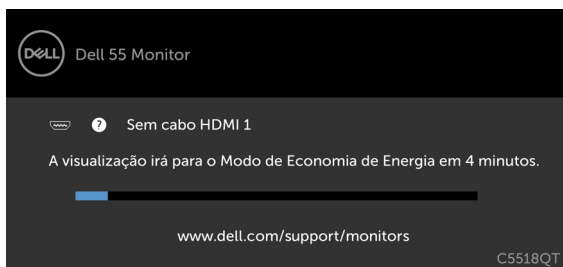 DELL
Dell 55 Monitor
? Sem cabo HDMI 1
A visualização irá para o Modo de Economia de Energia em 4 minutos.
www.dell.com/support/monitors
C5518QT